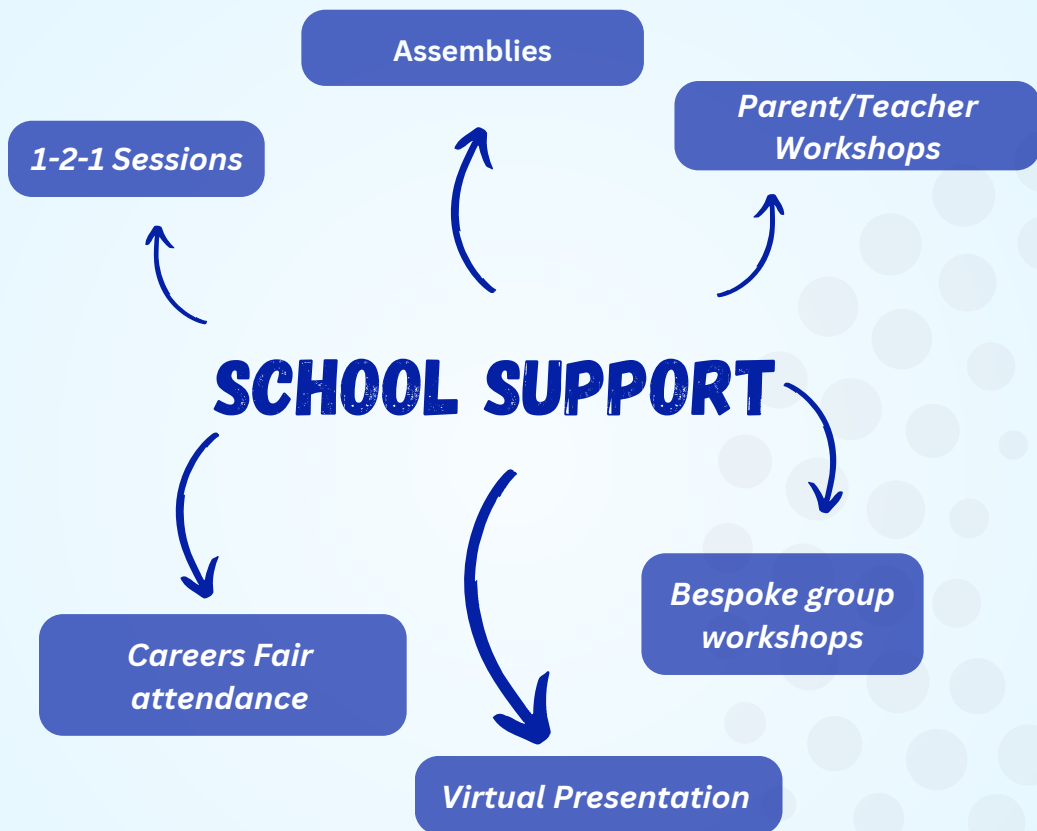 Assemblies
Parent/Teacher
Workshops
1-2-1 Sessions
SCHOOL SUPPORT
Bespoke group
workshops
Careers Fair
attendance
Virtual Presentation